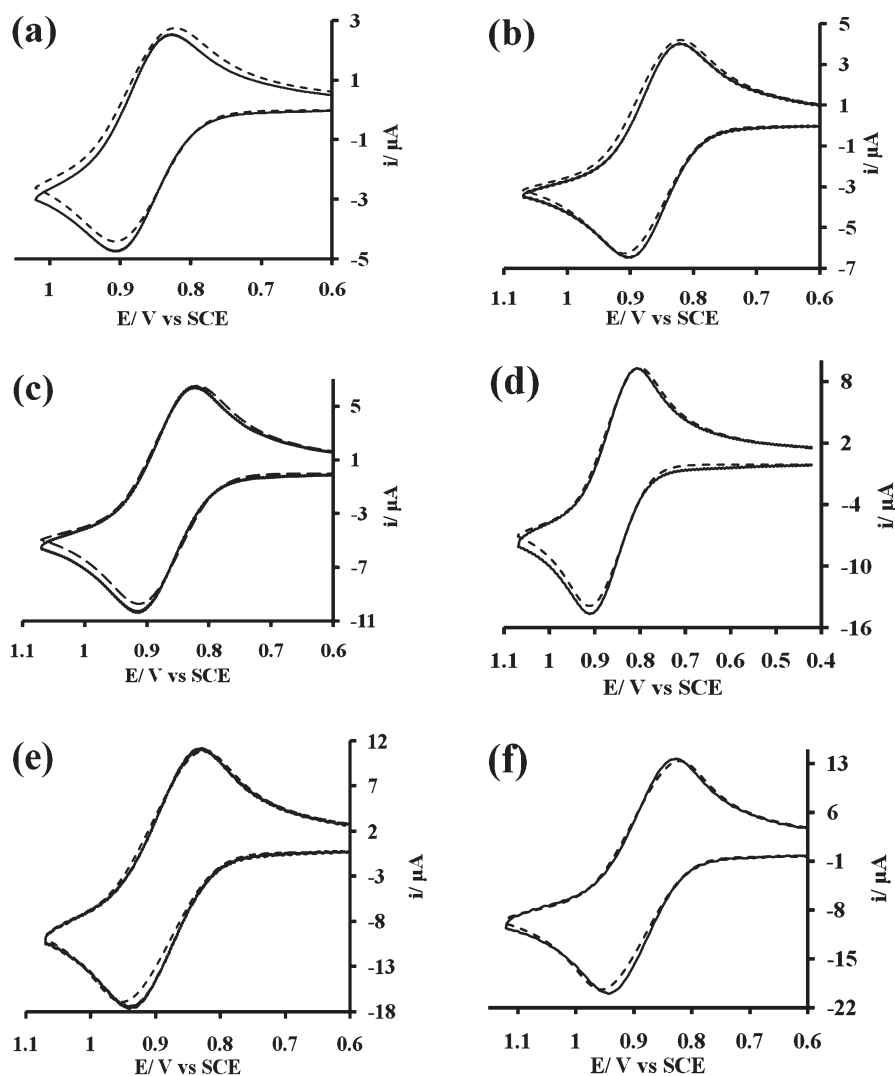 (a)
3
1
-1
-3
-5
i/ µA
1 0.9 0.8 0.7 0.6
E/ V vs SCE
(b)
5
3
1
-1
-3
-5
-7
i/ µA
1.1 1 0.9 0.8 0.7 0.6
E/ V vs SCE
(c)
5
1
-3
-7
-11
i/ µA
1.1 1 0.9 0.8 0.7 0.6
E/ V vs SCE
(d)
8
2
-4
-10
-16
i/ µA
1.1 1 0.9 0.8 0.7 0.6 0.5 0.4
E/ V vs SCE
(e)
12
7
2
-3
-8
-13
-18
i/ µA
1.1 1 0.9 0.8 0.7 0.6
E/ V vs SCE
(f)
13
6
-1
-8
-15
-22
i/ µA
1.1 1 0.9 0.8 0.7 0.6
E/ V vs SCE